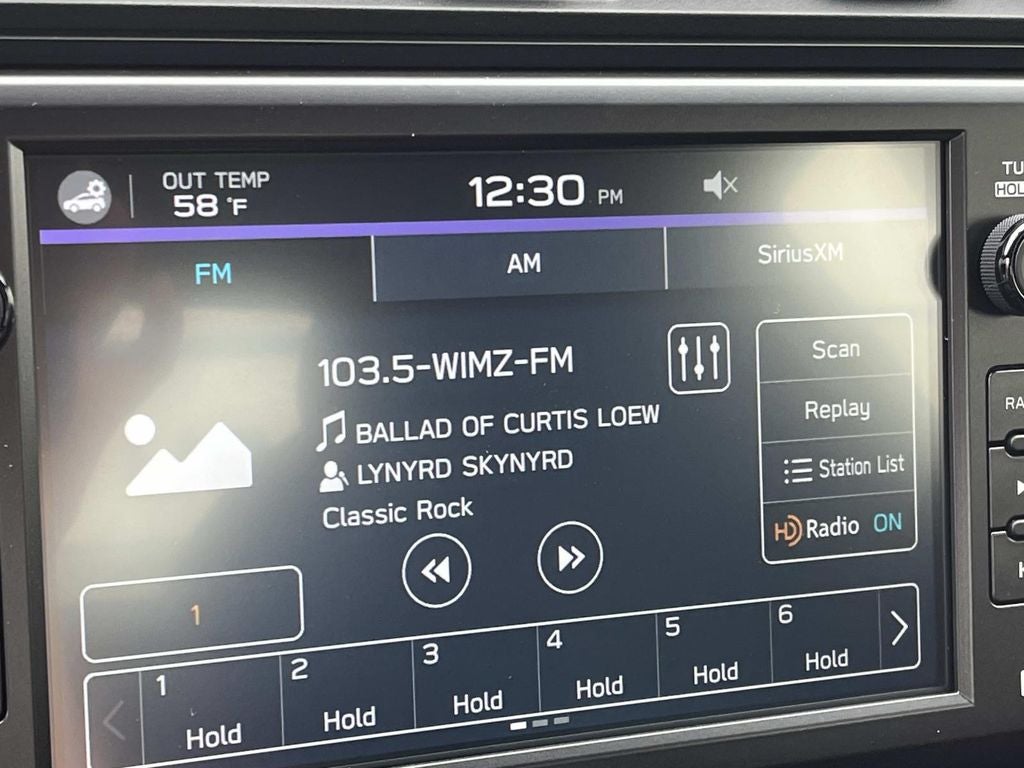 OUT TEMP
58 °F
12:30 PM
FM
AM
SiriusXM
103.5-WIMZ-FM
BALLAD OF CURTIS LOEW
LYNYRD SKYNYRD
Classic Rock
Scan
Replay
Station List
HD Radio ON
1
1
Hold
2
Hold
3
Hold
4
Hold
5
Hold
6
Hold